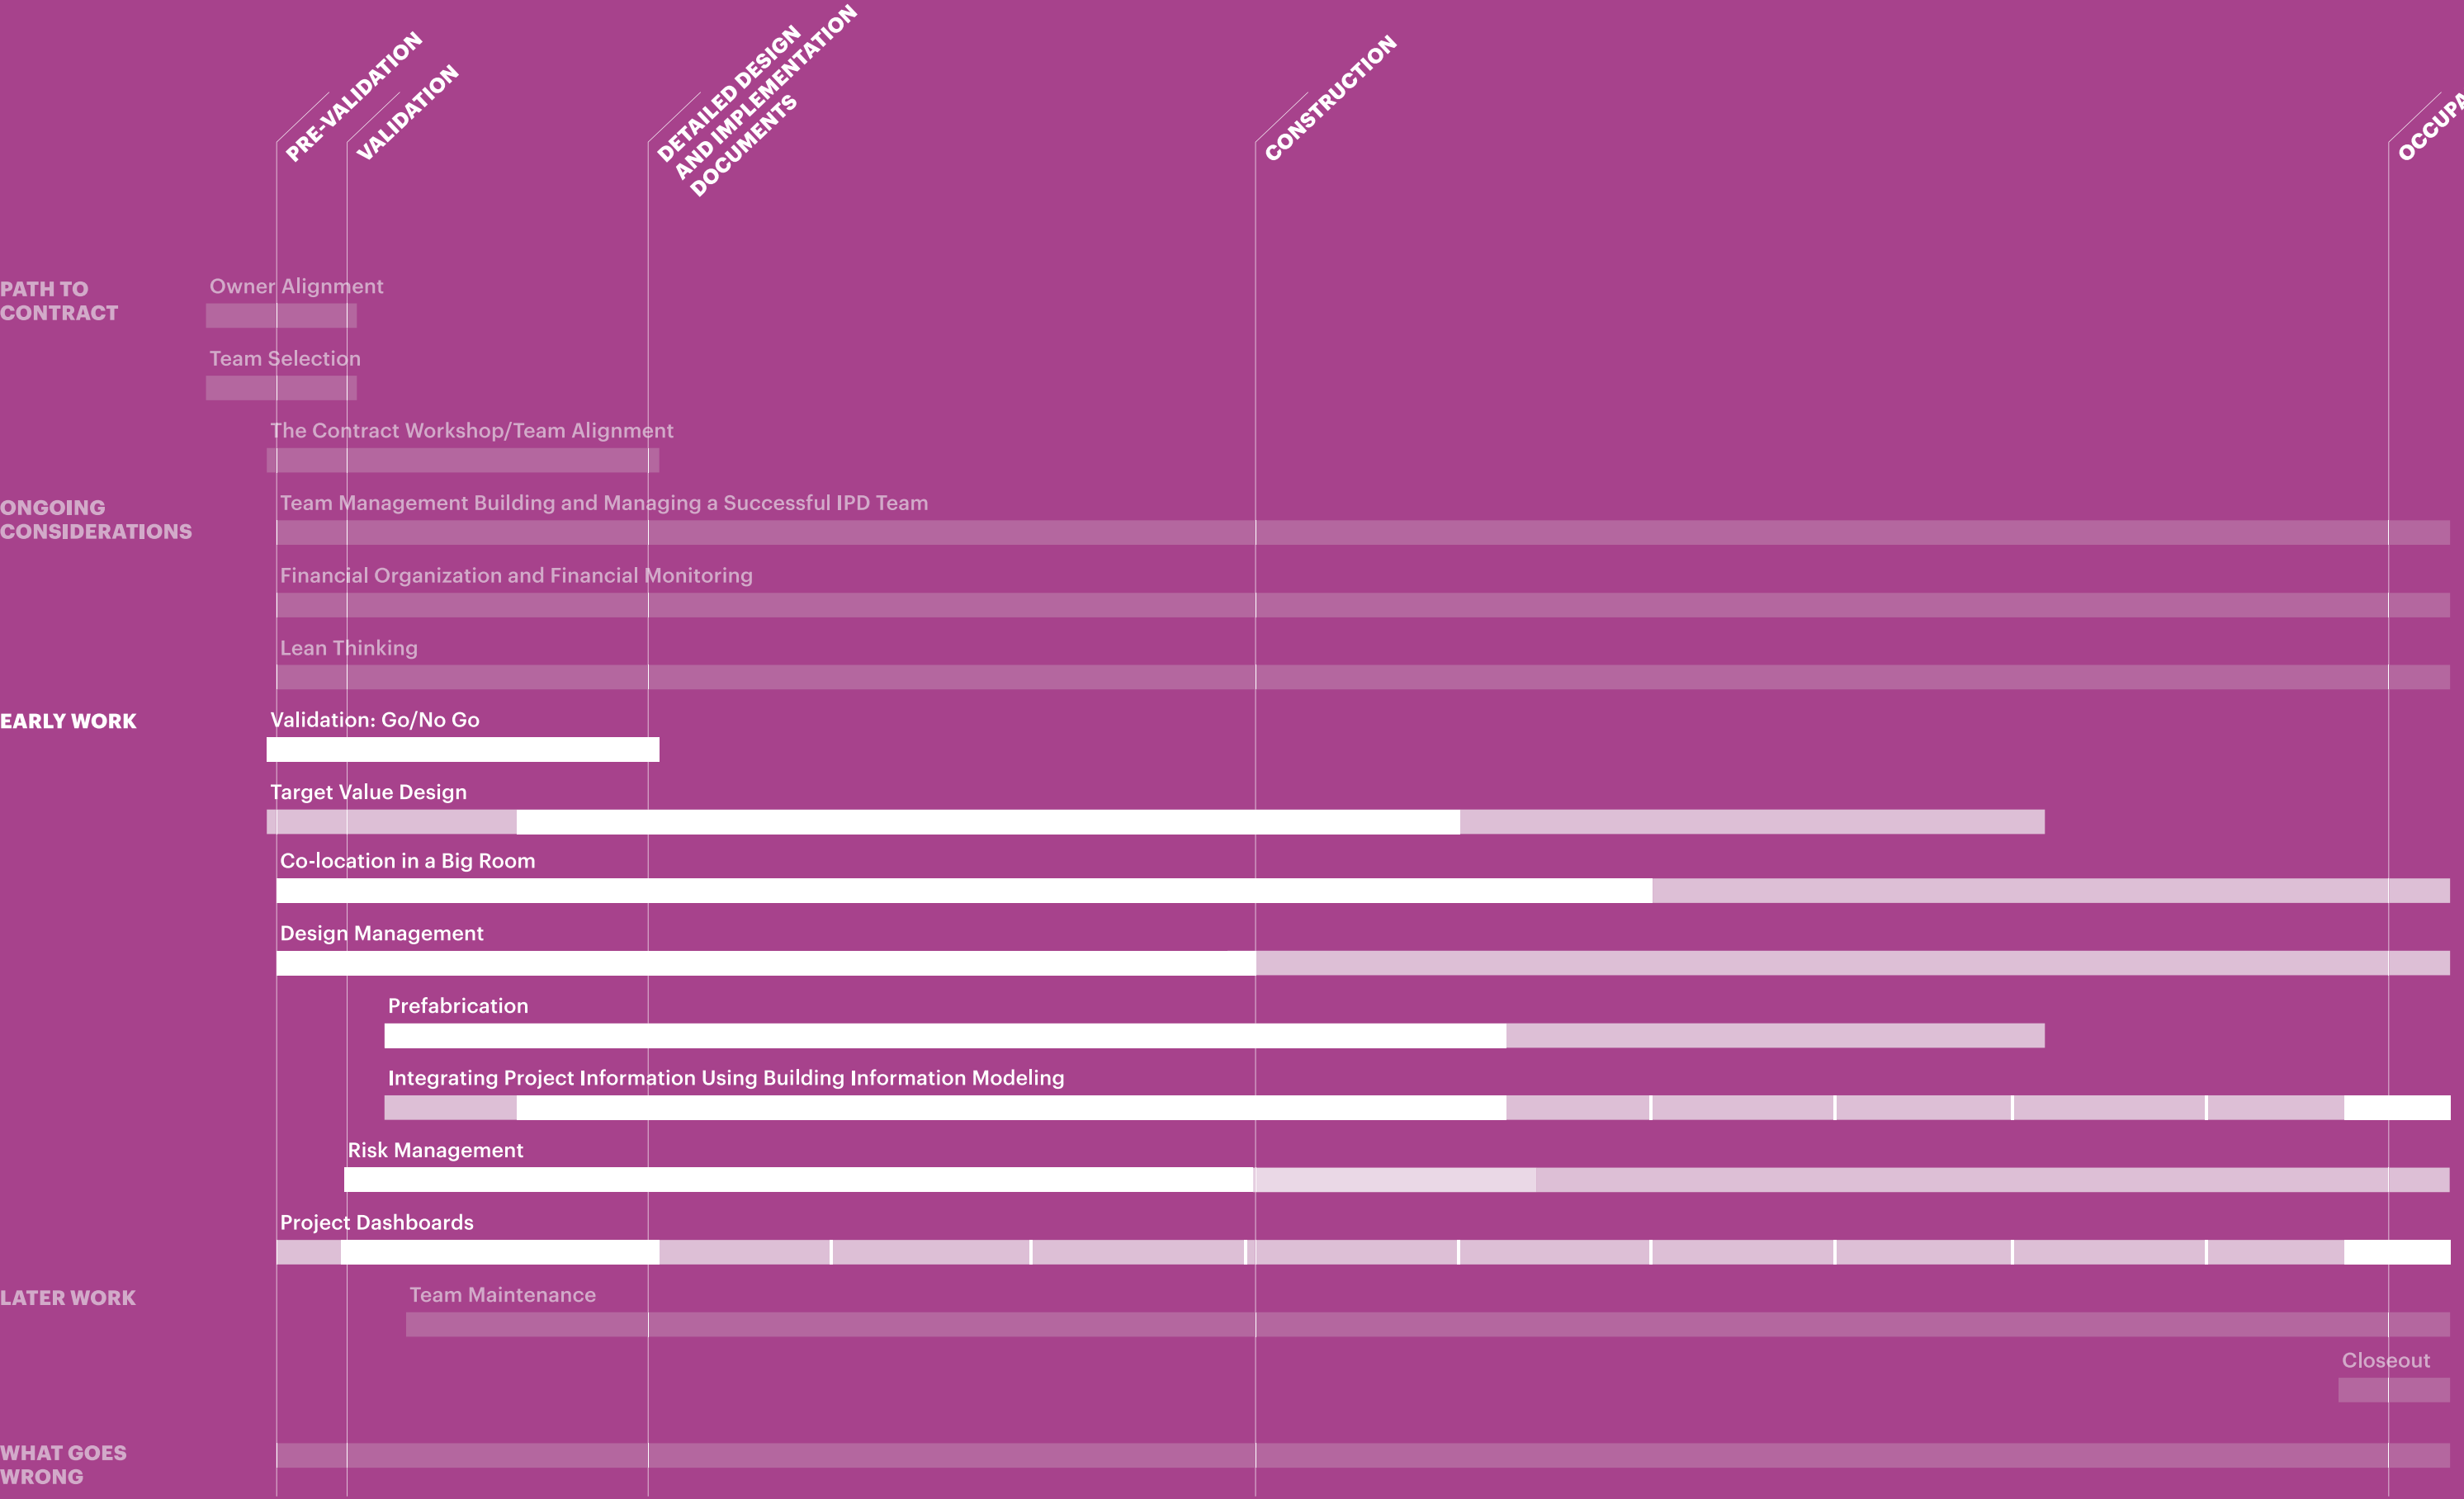 PRE-VALIDATION
VALIDATION
DETAILED DESIGN
AND IMPLEMENTATION
DOCUMENTS
CONSTRUCTION
PATH TO
CONTRACT
Owner Alignment
Team Selection
The Contract Workshop/Team Alignment
ONGOING
CONSIDERATIONS
Team Management Building and Managing a Successful IPD Team
Financial Organization and Financial Monitoring
Lean Thinking
EARLY WORK
Validation: Go/No Go
Target Value Design
Co-location in a Big Room
Design Management
Prefabrication
Integrating Project Information Using Building Information Modeling
Risk Management
Project Dashboards
LATER WORK
Team Maintenance
Closeout
WHAT GOES
WRONG